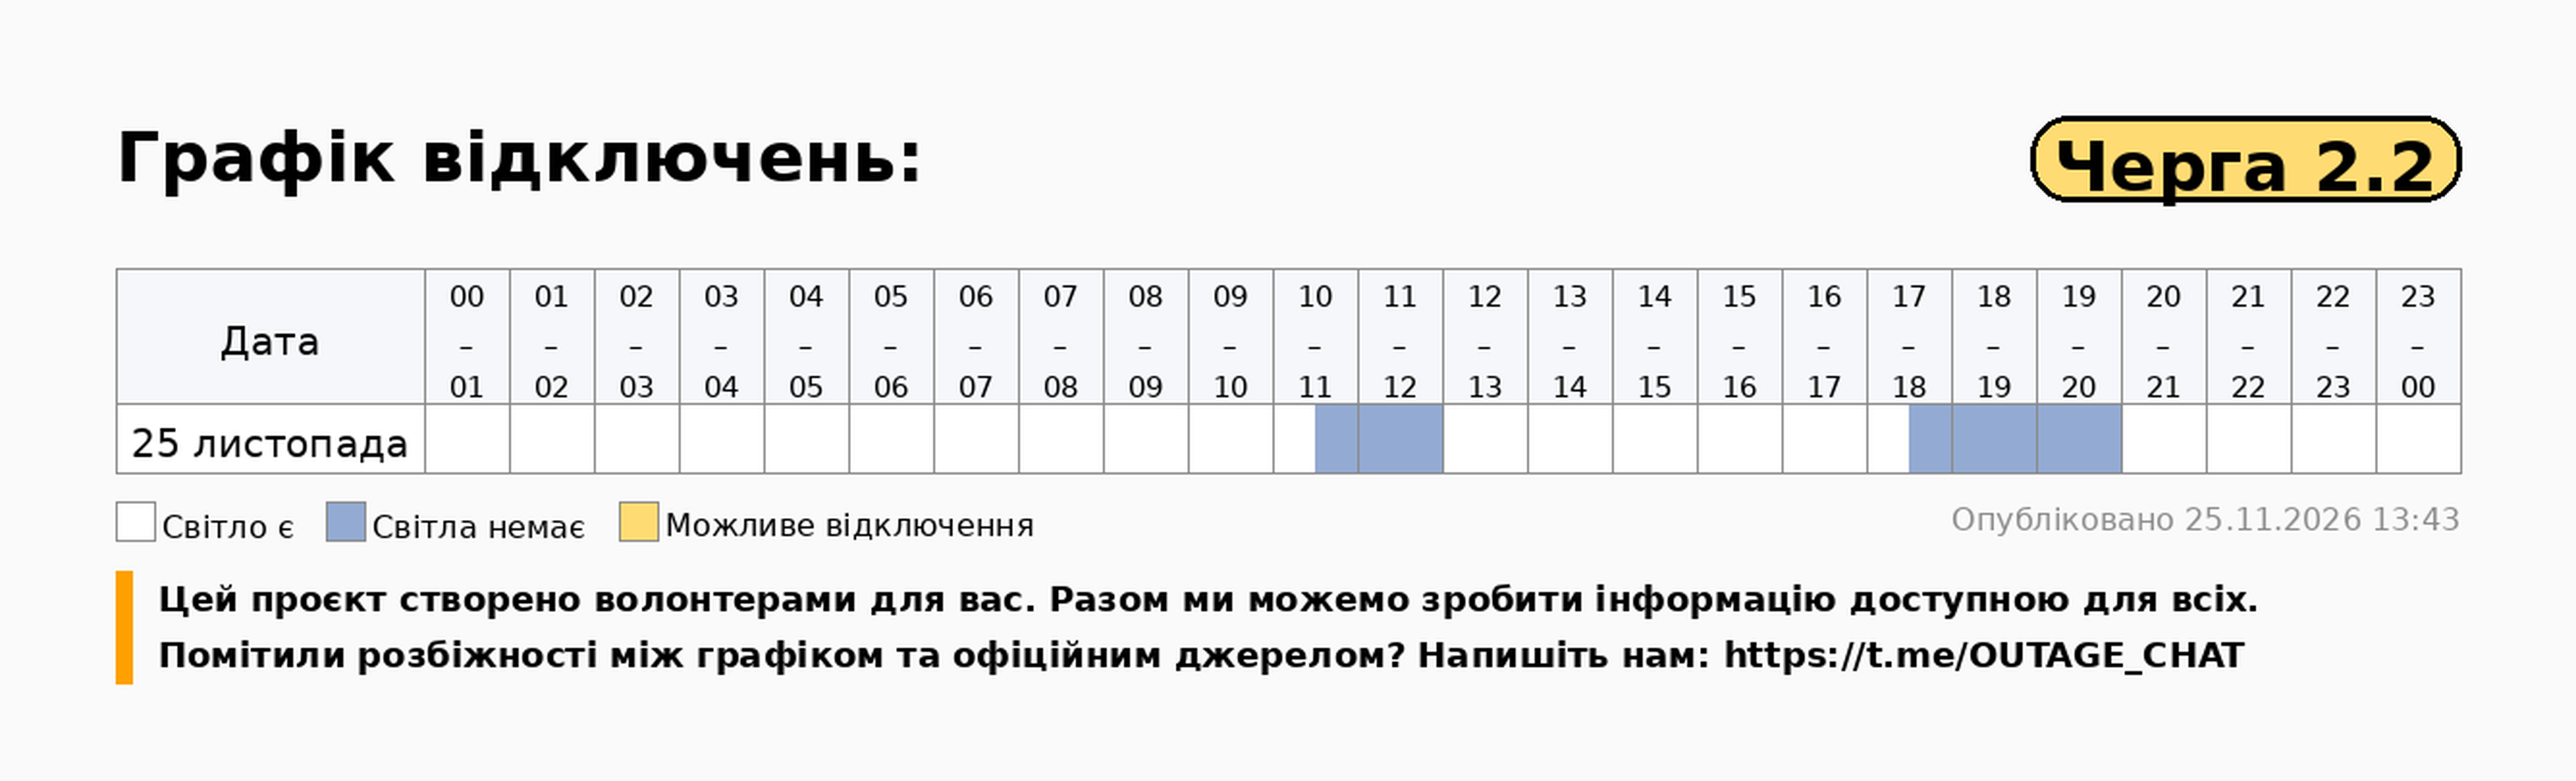 Графік відключень:
Черга 2.2
Дата
00 – 01
01 – 02
02 – 03
03 – 04
04 – 05
05 – 06
06 – 07
07 – 08
08 – 09
09 – 10
10 – 11
11 – 12
12 – 13
13 – 14
14 – 15
15 – 16
16 – 17
17 – 18
18 – 19
19 – 20
20 – 21
21 – 22
22 – 23
23 – 00
25 листопада
Світло є
Світла немає
Можливе відключення
Опубліковано 25.11.2026 13:43
Цей проєкт створено волонтерами для вас. Разом ми можемо зробити інформацію доступною для всіх.
Помітили розбіжності між графіком та офіційним джерелом? Напишіть нам: https://t.me/OUTAGE_CHAT